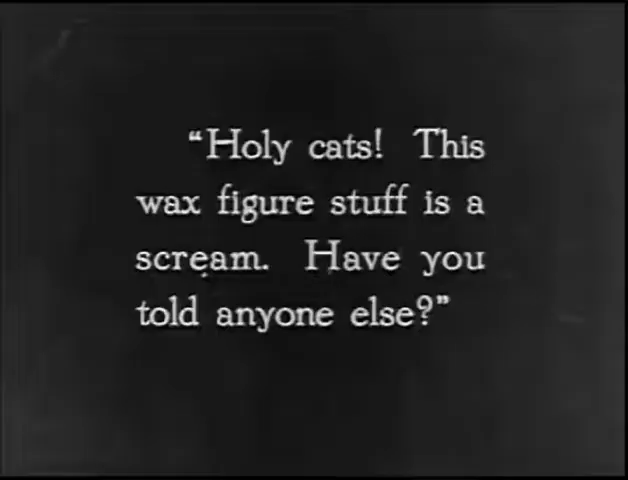 “Holy cats! This
wax figure stuff is a
scream. Have you
told anyone else?”